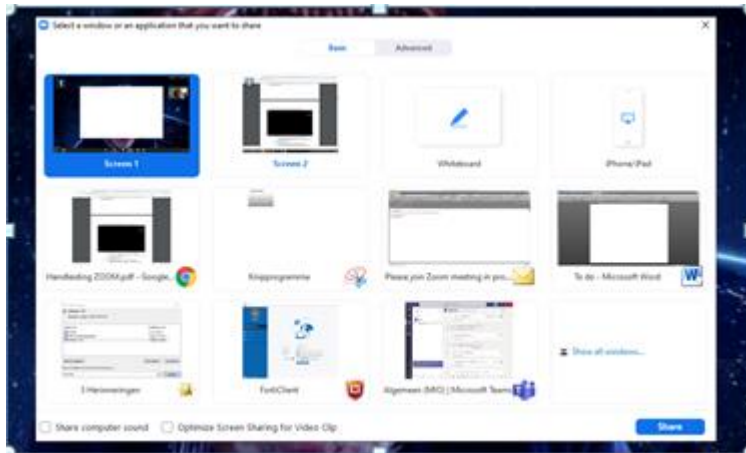 Select a window or an application that you want to share
Basic Advanced
Screen 1
Screen 2
Whiteboard
iPhone/iPad
Handleiding ZOOM.pdf - Google...
Knipprogramma
Please join Zoom meeting in pro...
To do - Microsoft Word
3 Herinneringen
FortiClient
Algemeen (MIO) | Microsoft Teams
Show all windows...
Share computer sound
Optimize Screen Sharing for Video Clip
Share